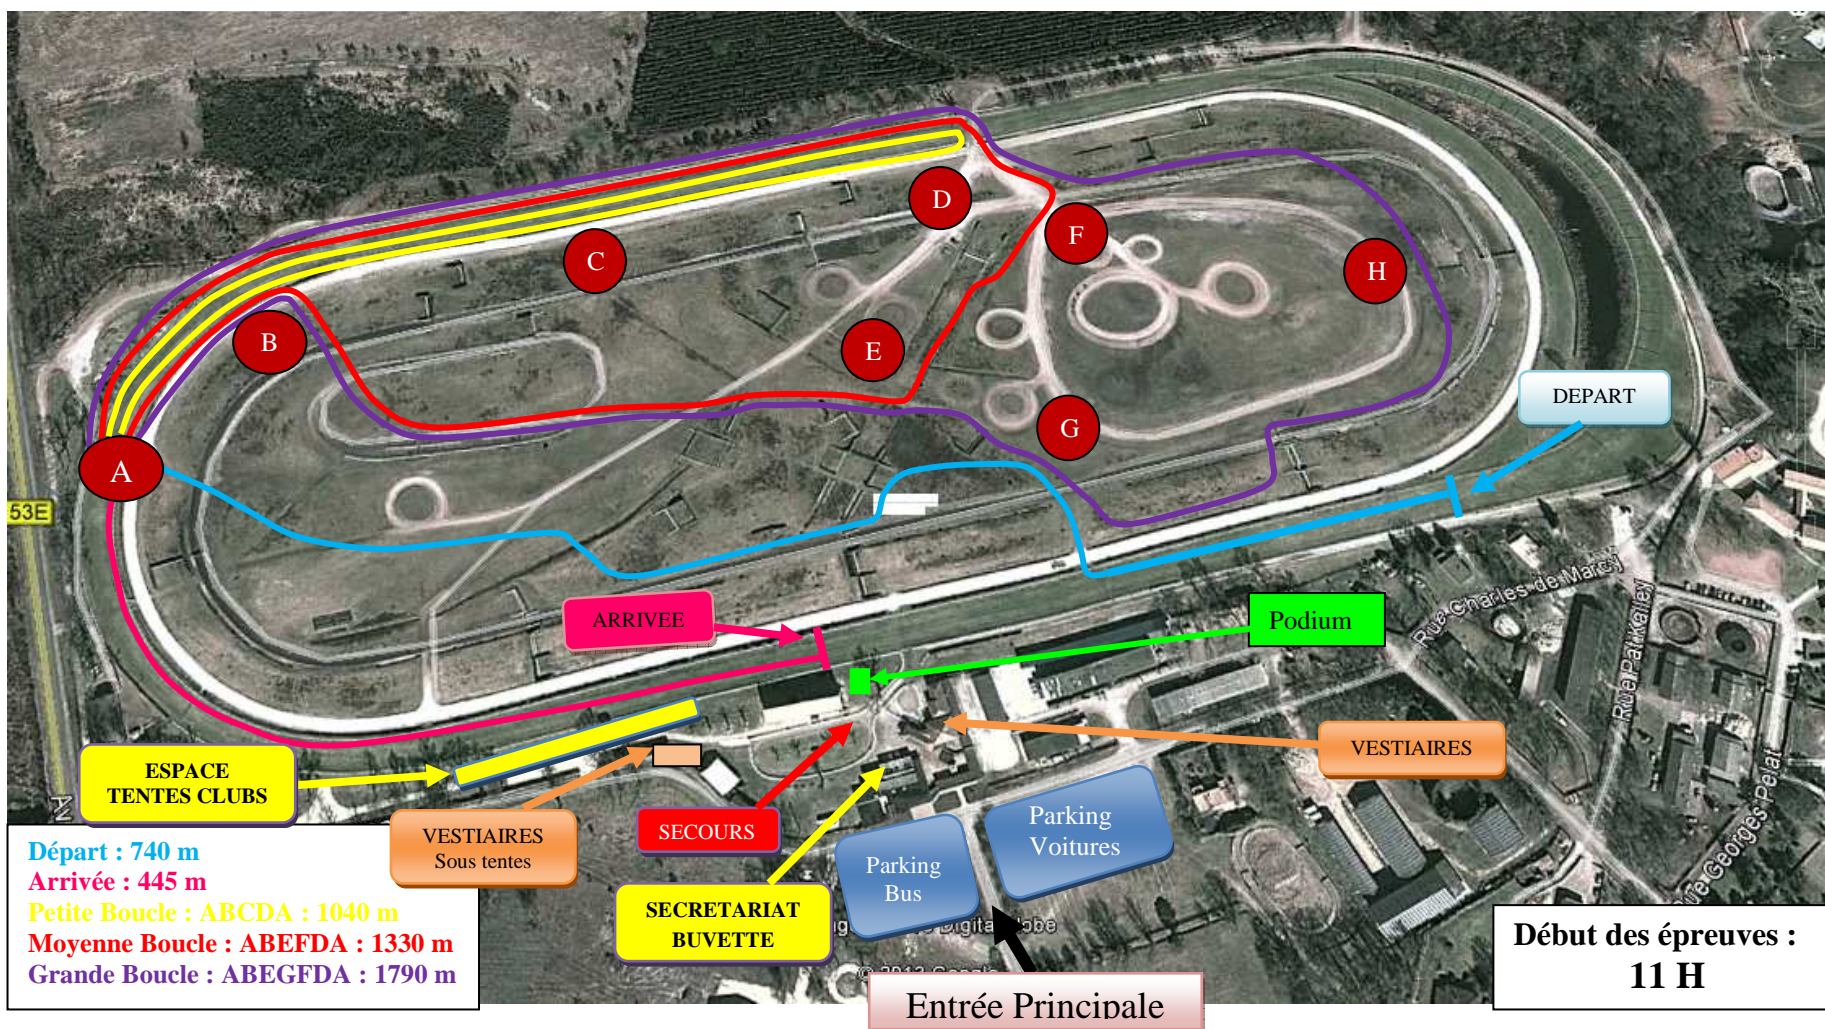 D
F
C
H
B
E
DEPART
G
A
53E
ARRIVEE
Podium
Rue Charles de Marcy
VESTIAIRES
ESPACE
TENTES CLUBS
VESTIAIRES
Sous tentes
SECOURS
Parking
Voitures
Parking
Bus
Rue Georges Pelat
SECRETARIAT
BUVETTE
Départ : 740 m
Arrivée : 445 m
Petite Boucle : ABCDA : 1040 m
Moyenne Boucle : ABEFDA : 1330 m
Grande Boucle : ABEGFDA : 1790 m
Début des épreuves :
11 H
Entrée Principale